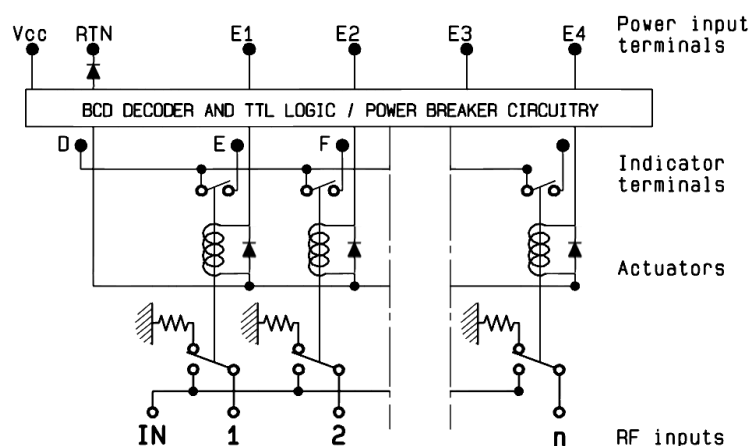 Vcc RTN E1 E2 E3 E4 Power input
terminals
BCD DECODER AND TTL LOGIC / POWER BREAKER CIRCUITRY
D E F Indicator
terminals
Actuators
IN 1 2 n RF inputs